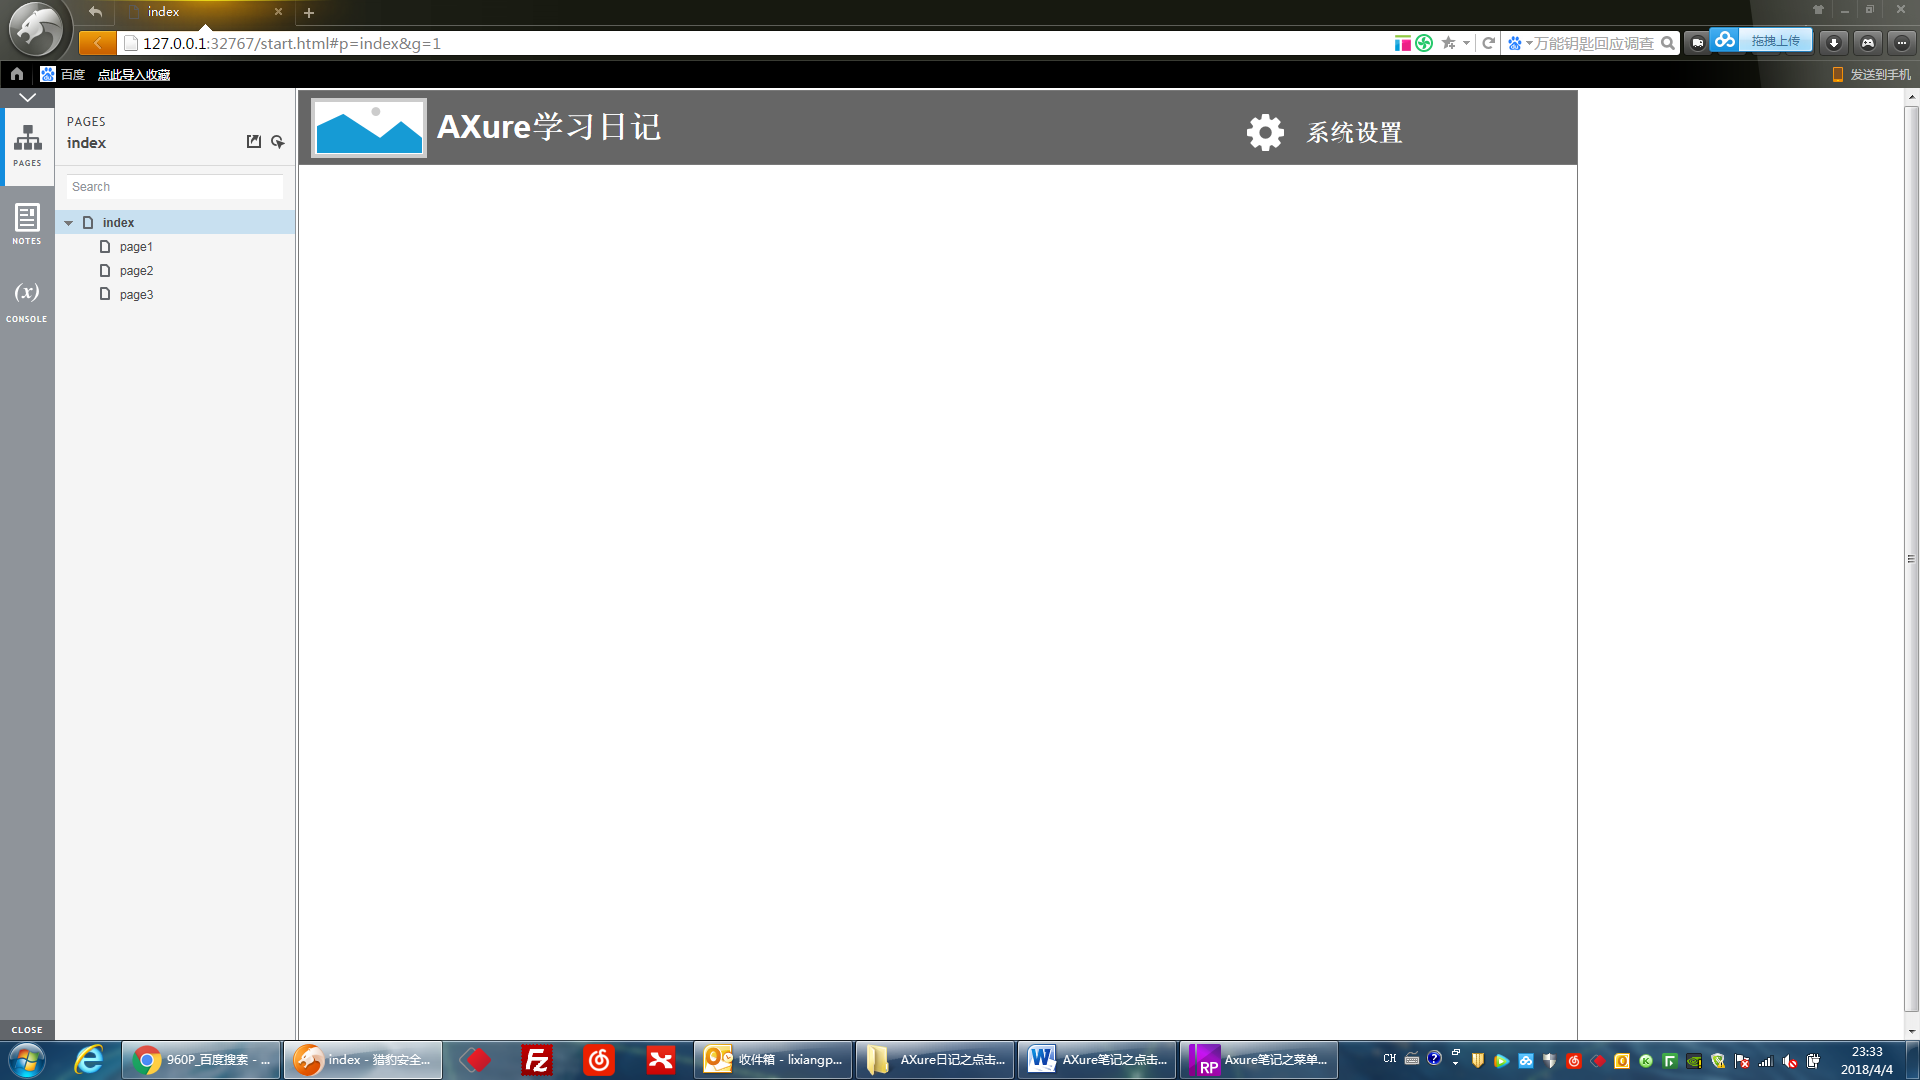 index
127.0.0.1:32767/start.html#p=index&g=1
万能钥匙回应调查
拖拽上传
百度
点此导入收藏
发送到手机
PAGES
index
Search
index
page1
page2
page3
PAGES
NOTES
(x)
CONSOLE
CLOSE
AXure学习日记
系统设置
960P_百度搜索 - ...
index - 猎豹安全...
收件箱 - lixiangp...
AXure日记之点击...
AXure笔记之点击...
RP
Axure笔记之菜单...
CH
23:33
2018/4/4